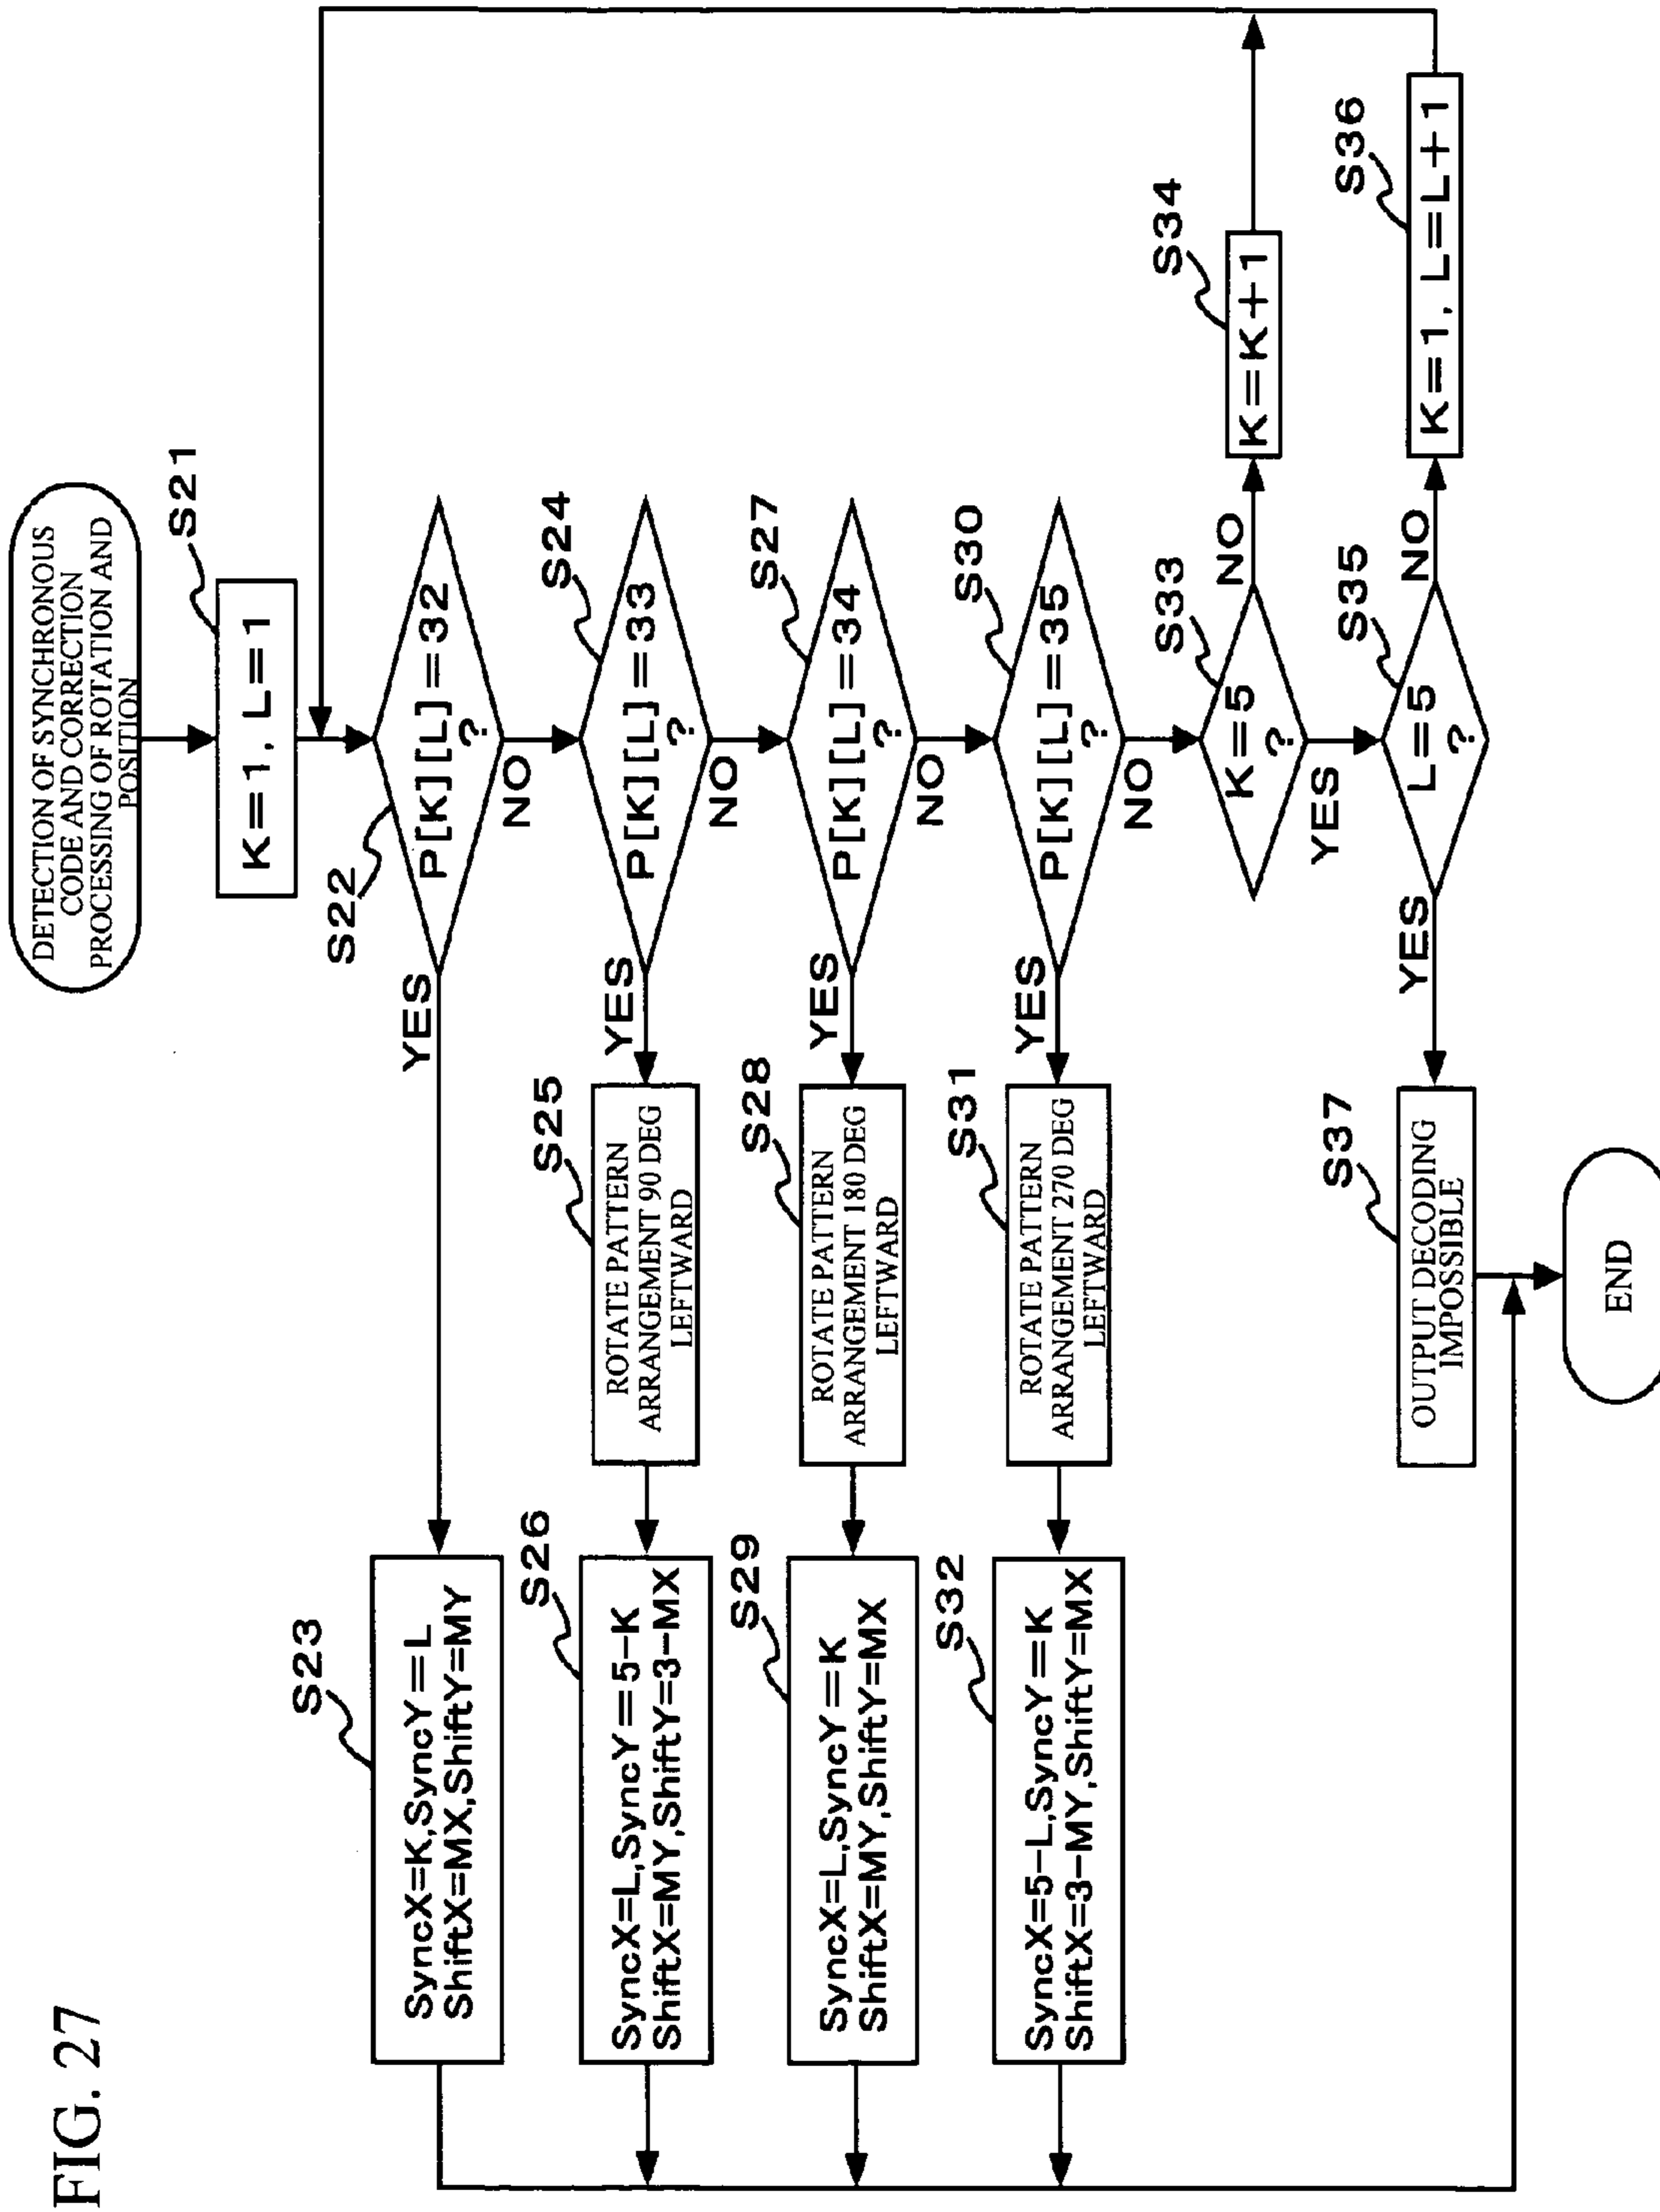 FIG. 27
DETECTION OF SYNCHRONOUS
CODE AND CORRECTION
PROCESSING OF ROTATION AND
POSITION
S21
K=1, L=1
S22
P[K][L]=32
?
YES
NO
S23
SyncX=K,SyncY=L
ShiftX=MX,ShiftY=MY
S24
P[K][L]=33
?
YES
NO
S25
ROTATE PATTERN
ARRANGEMENT 90 DEG
LEFTWARD
S26
SyncX=L,SyncY=5-K
ShiftX=MY,ShiftY=3-MX
S27
P[K][L]=34
?
YES
NO
S28
ROTATE PATTERN
ARRANGEMENT 180 DEG
LEFTWARD
S29
SyncX=L,SyncY=K
ShiftX=MY,ShiftY=MX
S30
P[K][L]=35
?
YES
NO
S31
ROTATE PATTERN
ARRANGEMENT 270 DEG
LEFTWARD
S32
SyncX=5-L,SyncY=K
ShiftX=3-MY,ShiftY=MX
S33
K=5
?
NO
YES
S34
K=K+1
S35
L=5
?
NO
YES
S36
K=1, L=L+1
S37
OUTPUT DECODING
IMPOSSIBLE
END